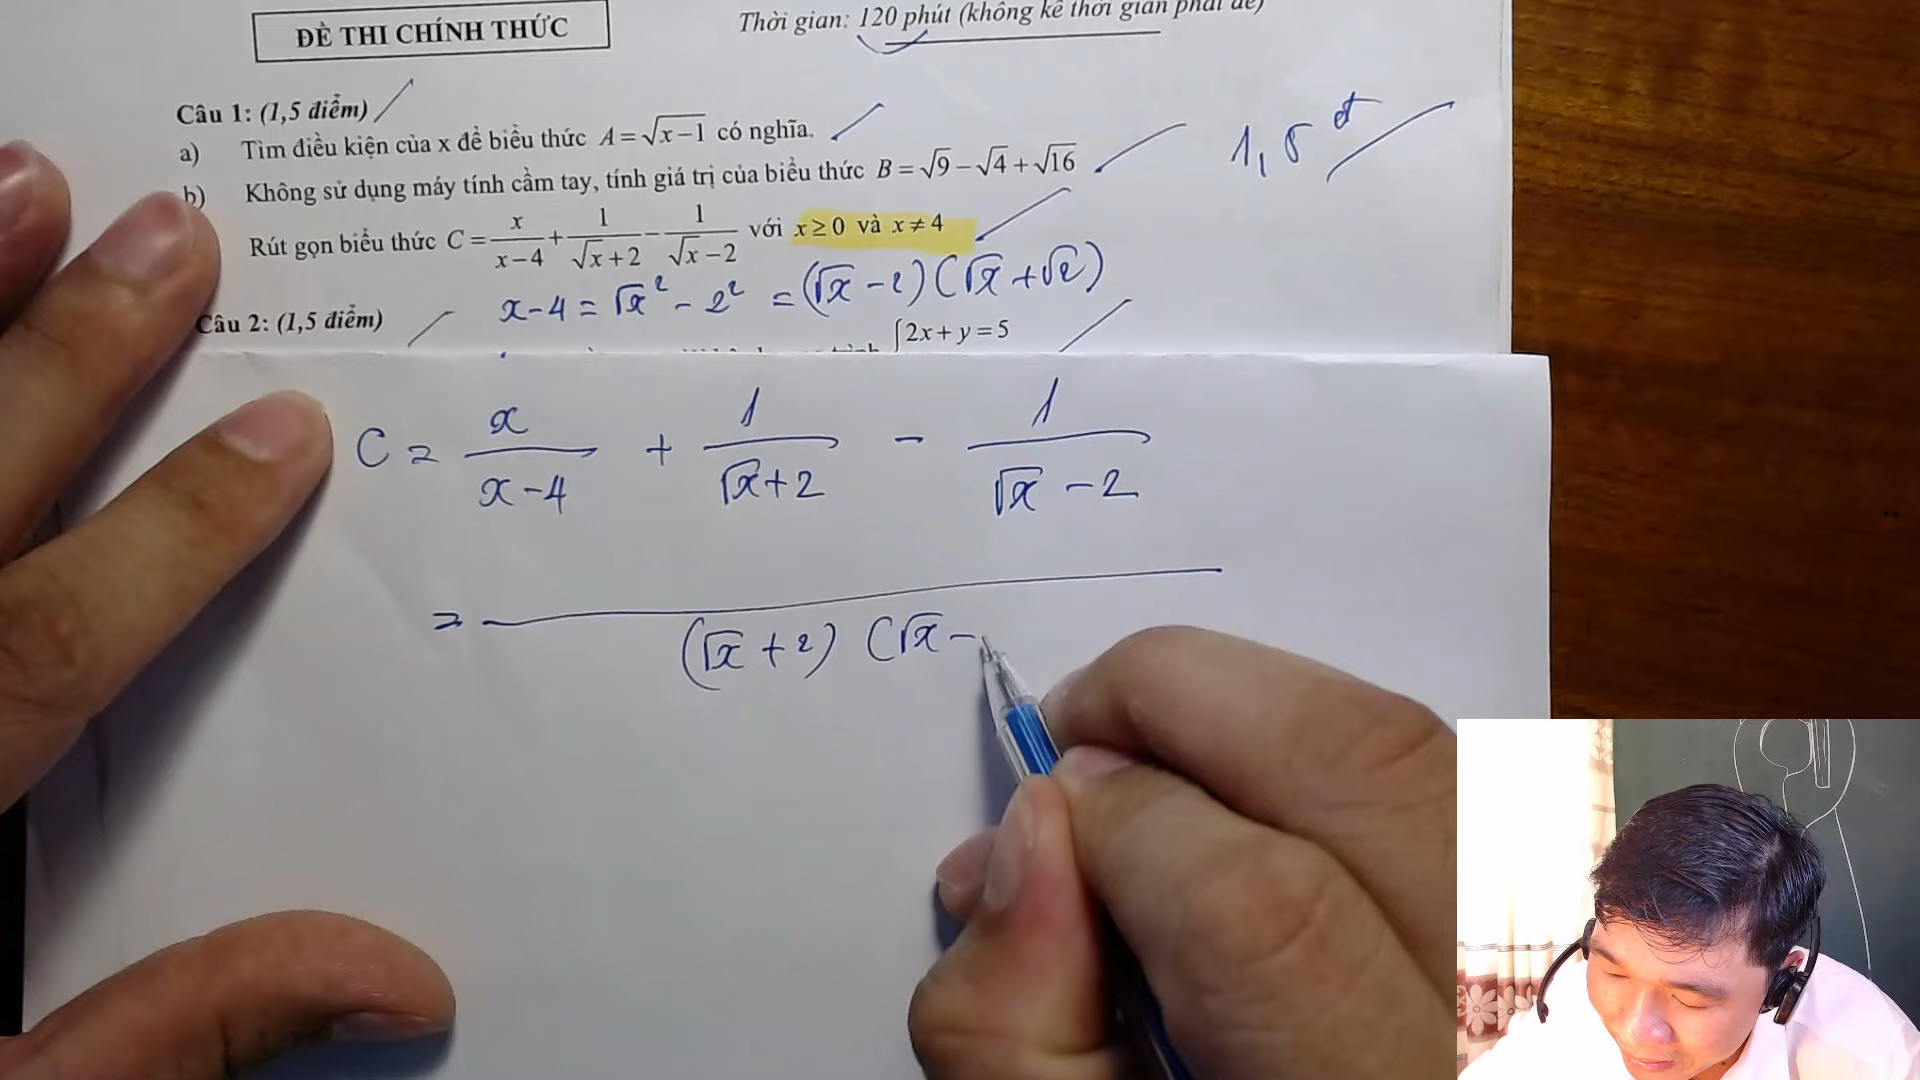 ĐỀ THI CHÍNH THỨC
Thời gian: 120 phút (không kể thời gian phát đề)
Câu 1: (1,5 điểm)
a) Tìm điều kiện của x để biểu thức A = √(x−1) có nghĩa.
b) Không sử dụng máy tính cầm tay, tính giá trị của biểu thức B = √9 − √4 + √16
1,5 đ
Rút gọn biểu thức C = x/(x−4) + 1/(√x+2) − 1/(√x−2) với x ≥ 0 và x ≠ 4
x − 4 = √x² − 2² = (√x − 2)(√x + √2)
Câu 2: (1,5 điểm)
{2x + y = 5
C = x/(x−4) + 1/(√x+2) − 1/(√x−2)
= (√x + 2) (√x −